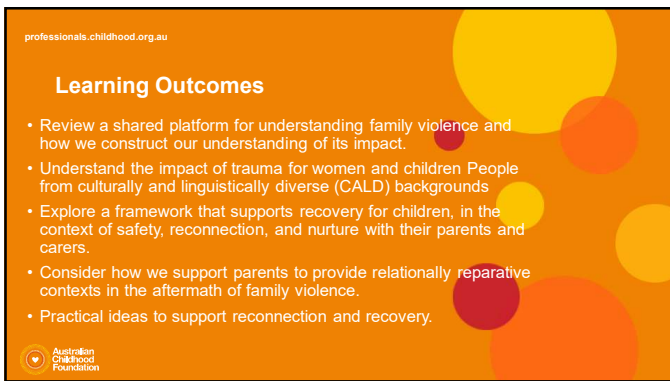 professionals.childhood.org.au
Learning Outcomes
• Review a shared platform for understanding family violence and
how we construct our understanding of its impact.
• Understand the impact of trauma for women and children People
from culturally and linguistically diverse (CALD) backgrounds
• Explore a framework that supports recovery for children, in the
context of safety, reconnection, and nurture with their parents and
carers.
• Consider how we support parents to provide relationally reparative
contexts in the aftermath of family violence.
• Practical ideas to support reconnection and recovery.
Australian
Childhood
Foundation